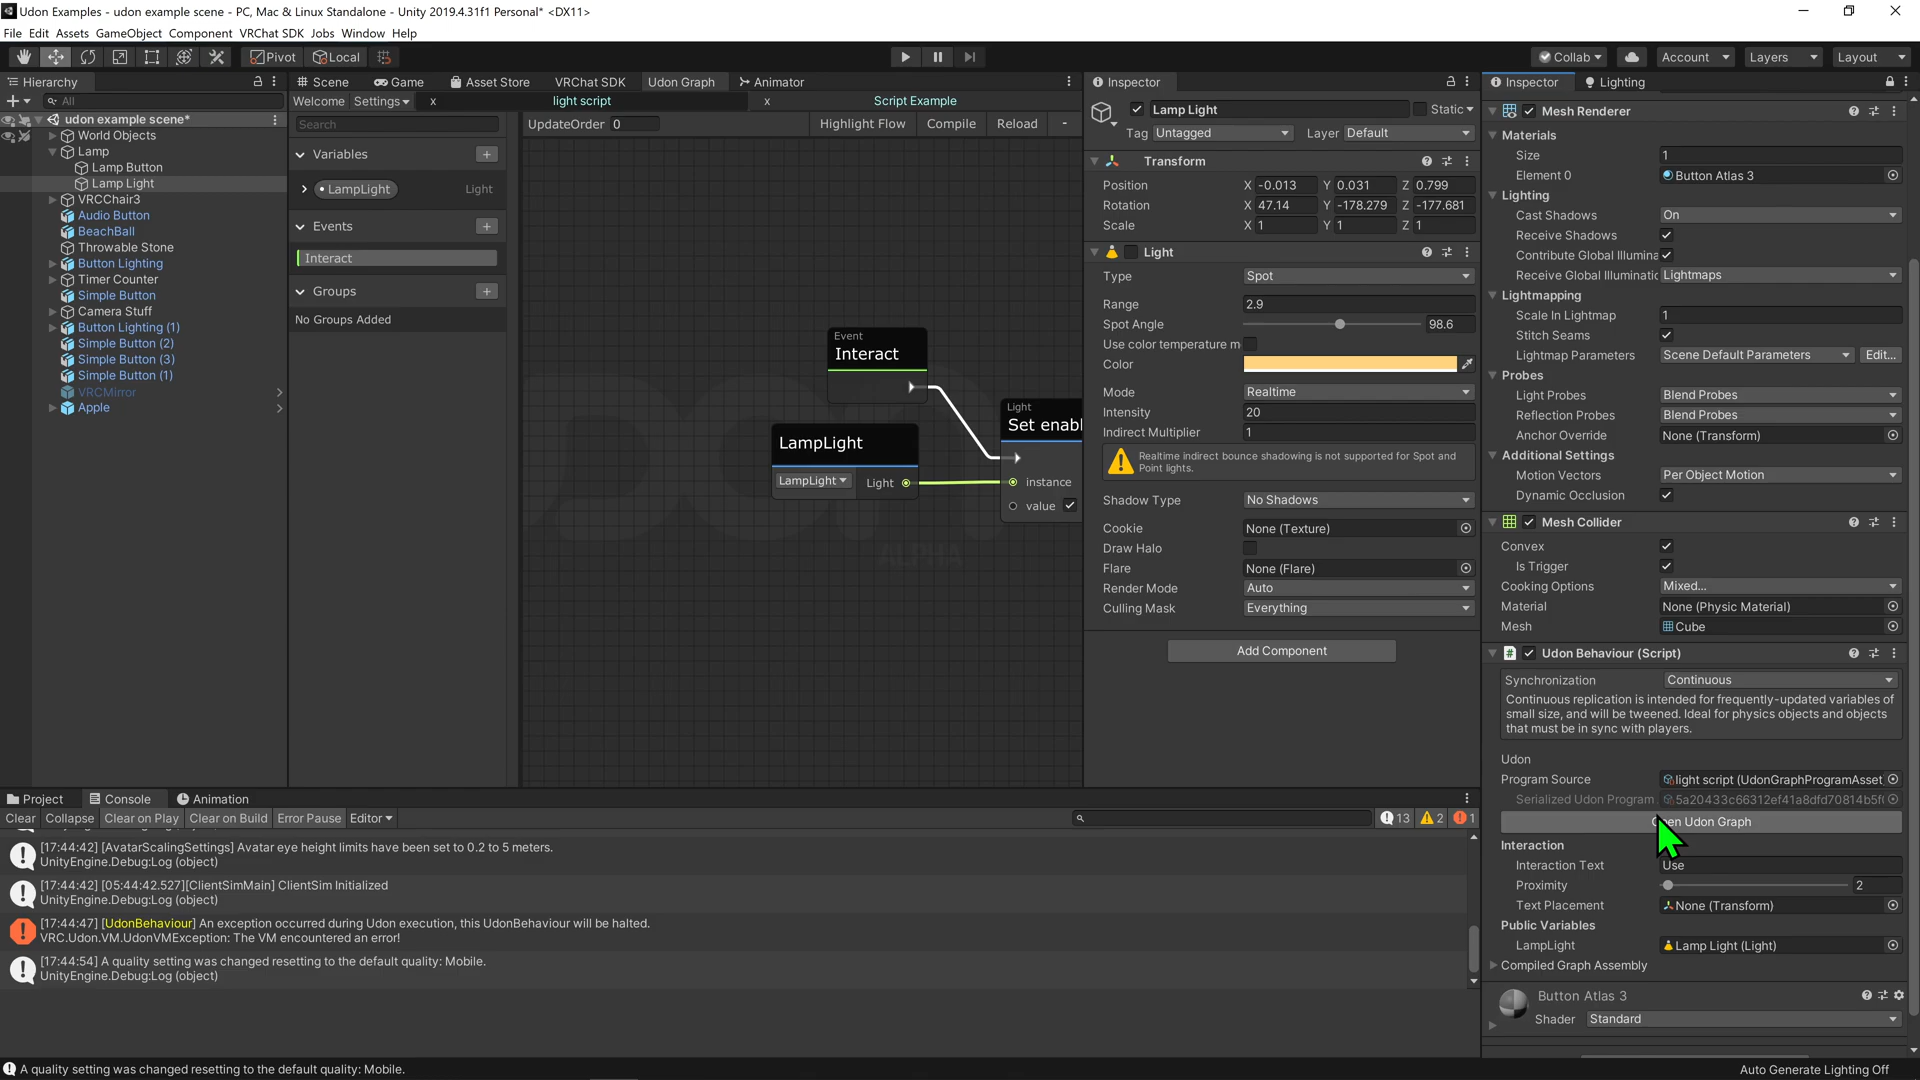 Udon Examples - udon example scene - PC, Mac & Linux Standalone - Unity 2019.4.31f1 Personal* <DX11>
File Edit Assets GameObject Component VRChat SDK Jobs Window Help
Pivot Local Collab Account Layers Layout
Hierarchy
All
udon example scene*
World Objects
Lamp
Lamp Button
Lamp Light
VRCChair3
Audio Button
BeachBall
Throwable Stone
Button Lighting
Timer Counter
Simple Button
Camera Stuff
Button Lighting (1)
Simple Button (2)
Simple Button (3)
Simple Button (1)
VRCMirror
Apple
Scene Game Asset Store VRChat SDK Udon Graph Animator
Welcome Settings x light script x Script Example
Search
UpdateOrder 0 Highlight Flow Compile Reload -
Variables +
LampLight Light
Events +
Interact
Groups +
No Groups Added
Event
Interact
LampLight
LampLight Light
Light
Set enabl
instance
value
ALPHA
Inspector
Lamp Light Static
Tag Untagged Layer Default
Transform
Position X -0.013 Y 0.031 Z 0.799
Rotation X 47.14 Y -178.279 Z -177.681
Scale X 1 Y 1 Z 1
Light
Type Spot
Range 2.9
Spot Angle 98.6
Use color temperature m
Color
Mode Realtime
Intensity 20
Indirect Multiplier 1
Realtime indirect bounce shadowing is not supported for Spot and
Point lights.
Shadow Type No Shadows
Cookie None (Texture)
Draw Halo
Flare None (Flare)
Render Mode Auto
Culling Mask Everything
Add Component
Inspector Lighting
Mesh Renderer
Materials
Size 1
Element 0 Button Atlas 3
Lighting
Cast Shadows On
Receive Shadows
Contribute Global Illumina
Receive Global Illuminatic Lightmaps
Lightmapping
Scale In Lightmap 1
Stitch Seams
Lightmap Parameters Scene Default Parameters Edit...
Probes
Light Probes Blend Probes
Reflection Probes Blend Probes
Anchor Override None (Transform)
Additional Settings
Motion Vectors Per Object Motion
Dynamic Occlusion
Mesh Collider
Convex
Is Trigger
Cooking Options Mixed...
Material None (Physic Material)
Mesh Cube
Udon Behaviour (Script)
Synchronization Continuous
Continuous replication is intended for frequently-updated variables of
small size, and will be tweened. Ideal for physics objects and objects
that must be in sync with players.
Udon
Program Source light script (UdonGraphProgramAsset
Serialized Udon Program 5a20433c66312ef41a8dfd70814b5f
Udon Graph
Interaction
Interaction Text Use
Proximity 2
Text Placement None (Transform)
Public Variables
LampLight Lamp Light (Light)
Compiled Graph Assembly
Button Atlas 3
Shader Standard
Project Console Animation
Clear Collapse Clear on Play Clear on Build Error Pause Editor 13 2 1
[17:44:42] [AvatarScalingSettings] Avatar eye height limits have been set to 0.2 to 5 meters.
UnityEngine.Debug:Log (object)
[17:44:42] [05:44:42.527][ClientSimMain] ClientSim Initialized
UnityEngine.Debug:Log (object)
[17:44:47] [UdonBehaviour] An exception occurred during Udon execution, this UdonBehaviour will be halted.
VRC.Udon.VM.UdonVMException: The VM encountered an error!
[17:44:54] A quality setting was changed resetting to the default quality: Mobile.
UnityEngine.Debug:Log (object)
A quality setting was changed resetting to the default quality: Mobile. Auto Generate Lighting Off